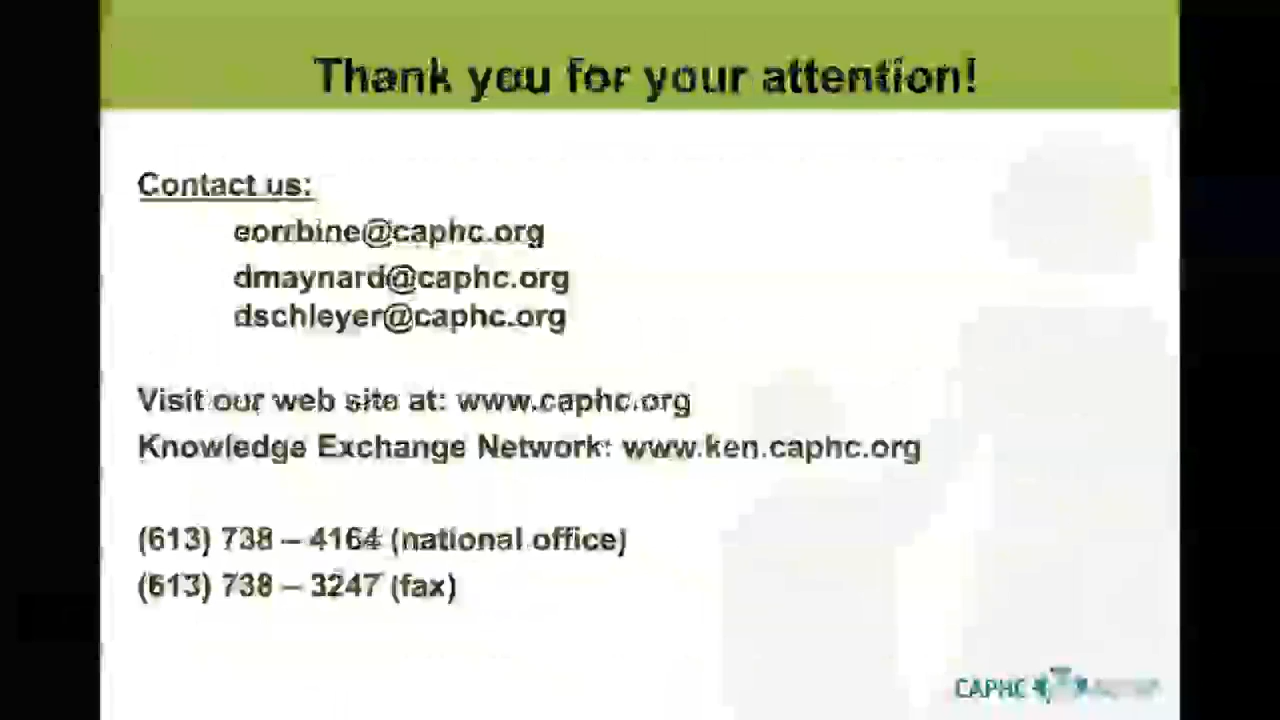 Thank you for your attention!
Contact us:
eorrbine@caphc.org
dmaynard@caphc.org
dschleyer@caphc.org
Visit our web site at: www.caphc.org
Knowledge Exchange Network: www.ken.caphc.org
(613) 738 – 4164 (national office)
(613) 738 – 3247 (fax)
CAPHC